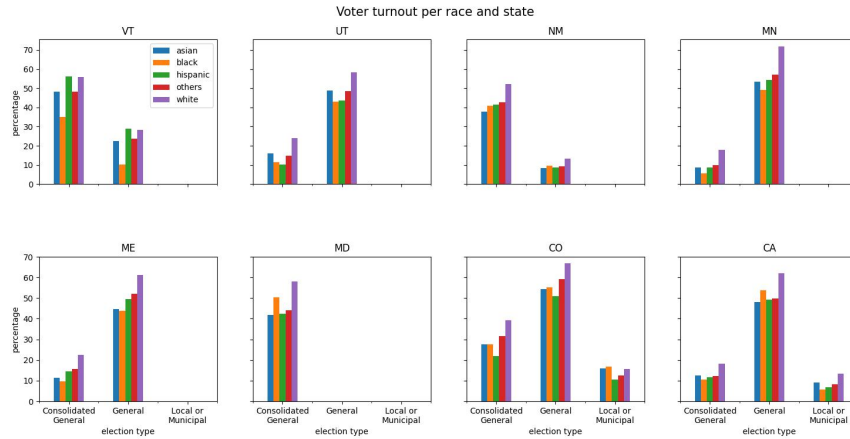 Voter turnout per race and state
VT
UT
NM
MN
asian
black
hispanic
others
white
percentage
70
60
50
40
30
20
10
0
ME
MD
CO
CA
percentage
70
60
50
40
30
20
10
0
Consolidated
General
General
Local or
Municipal
election type
Consolidated
General
General
Local or
Municipal
election type
Consolidated
General
General
Local or
Municipal
election type
Consolidated
General
General
Local or
Municipal
election type